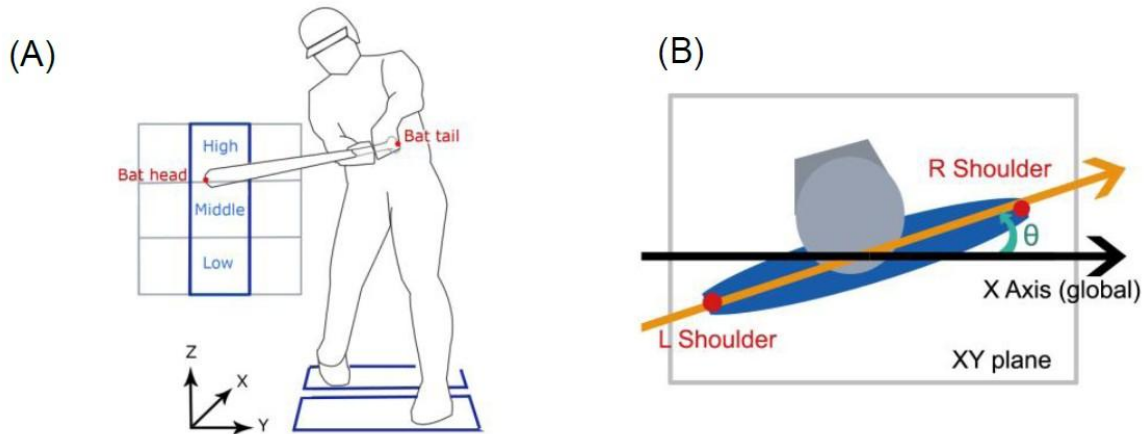 (A)
High
Bat head
Middle
Low
Bat tail
Z
X
Y
(B)
R Shoulder
θ
X Axis (global)
L Shoulder
XY plane